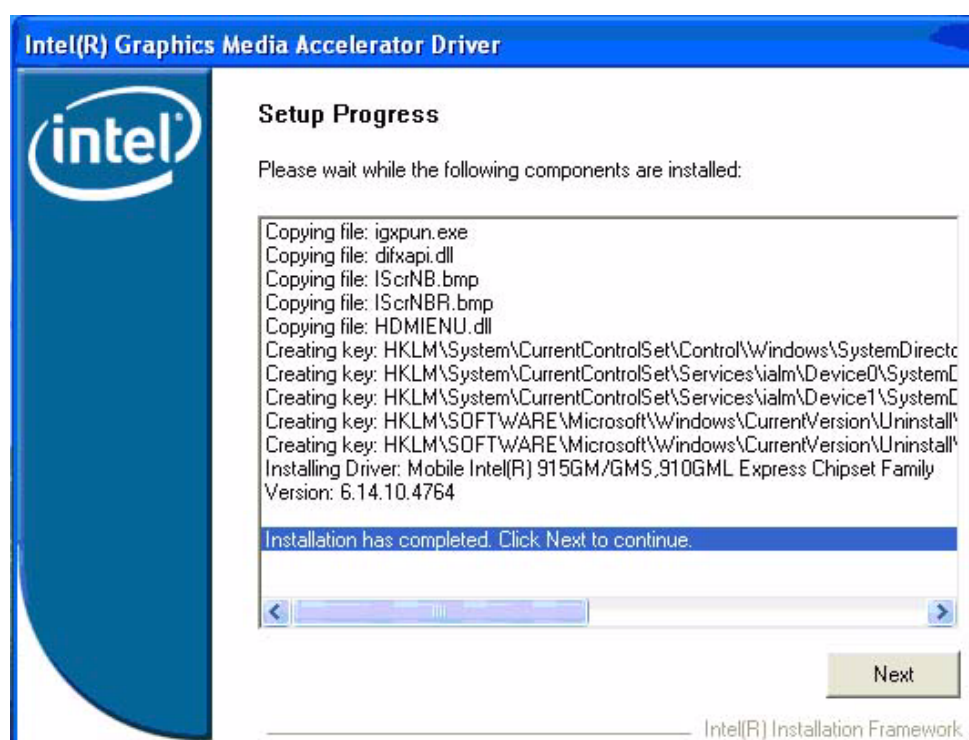 Intel(R) Graphics Media Accelerator Driver
intel
Setup Progress
Please wait while the following components are installed:
Copying file: igxpun.exe
Copying file: difxapi.dll
Copying file: IScrNB.bmp
Copying file: IScrNBR.bmp
Copying file: HDMIENU.dll
Creating key: HKLM\System\CurrentControlSet\Control\Windows\SystemDirecto
Creating key: HKLM\System\CurrentControlSet\Services\ialm\Device0\SystemD
Creating key: HKLM\System\CurrentControlSet\Services\ialm\Device1\SystemD
Creating key: HKLM\SOFTWARE\Microsoft\Windows\CurrentVersion\Uninstall\
Creating key: HKLM\SOFTWARE\Microsoft\Windows\CurrentVersion\Uninstall\
Installing Driver: Mobile Intel(R) 915GM/GMS,910GML Express Chipset Family
Version: 6.14.10.4764
Installation has completed. Click Next to continue.
Next
Intel(R) Installation Framework